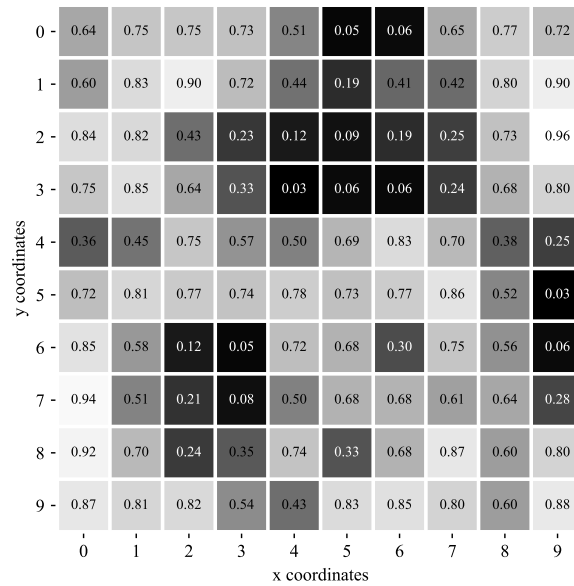 0 0.64 0.75 0.75 0.73 0.51 0.05 0.06 0.65 0.77 0.72
1 0.60 0.83 0.90 0.72 0.44 0.19 0.41 0.42 0.80 0.90
2 0.84 0.82 0.43 0.23 0.12 0.09 0.19 0.25 0.73 0.96
3 0.75 0.85 0.64 0.33 0.03 0.06 0.06 0.24 0.68 0.80
4 0.36 0.45 0.75 0.57 0.50 0.69 0.83 0.70 0.38 0.25
5 0.72 0.81 0.77 0.74 0.78 0.73 0.77 0.86 0.52 0.03
6 0.85 0.58 0.12 0.05 0.72 0.68 0.30 0.75 0.56 0.06
7 0.94 0.51 0.21 0.08 0.50 0.68 0.68 0.61 0.64 0.28
8 0.92 0.70 0.24 0.35 0.74 0.33 0.68 0.87 0.60 0.80
9 0.87 0.81 0.82 0.54 0.43 0.83 0.85 0.80 0.60 0.88
0 1 2 3 4 5 6 7 8 9
x coordinates
y coordinates